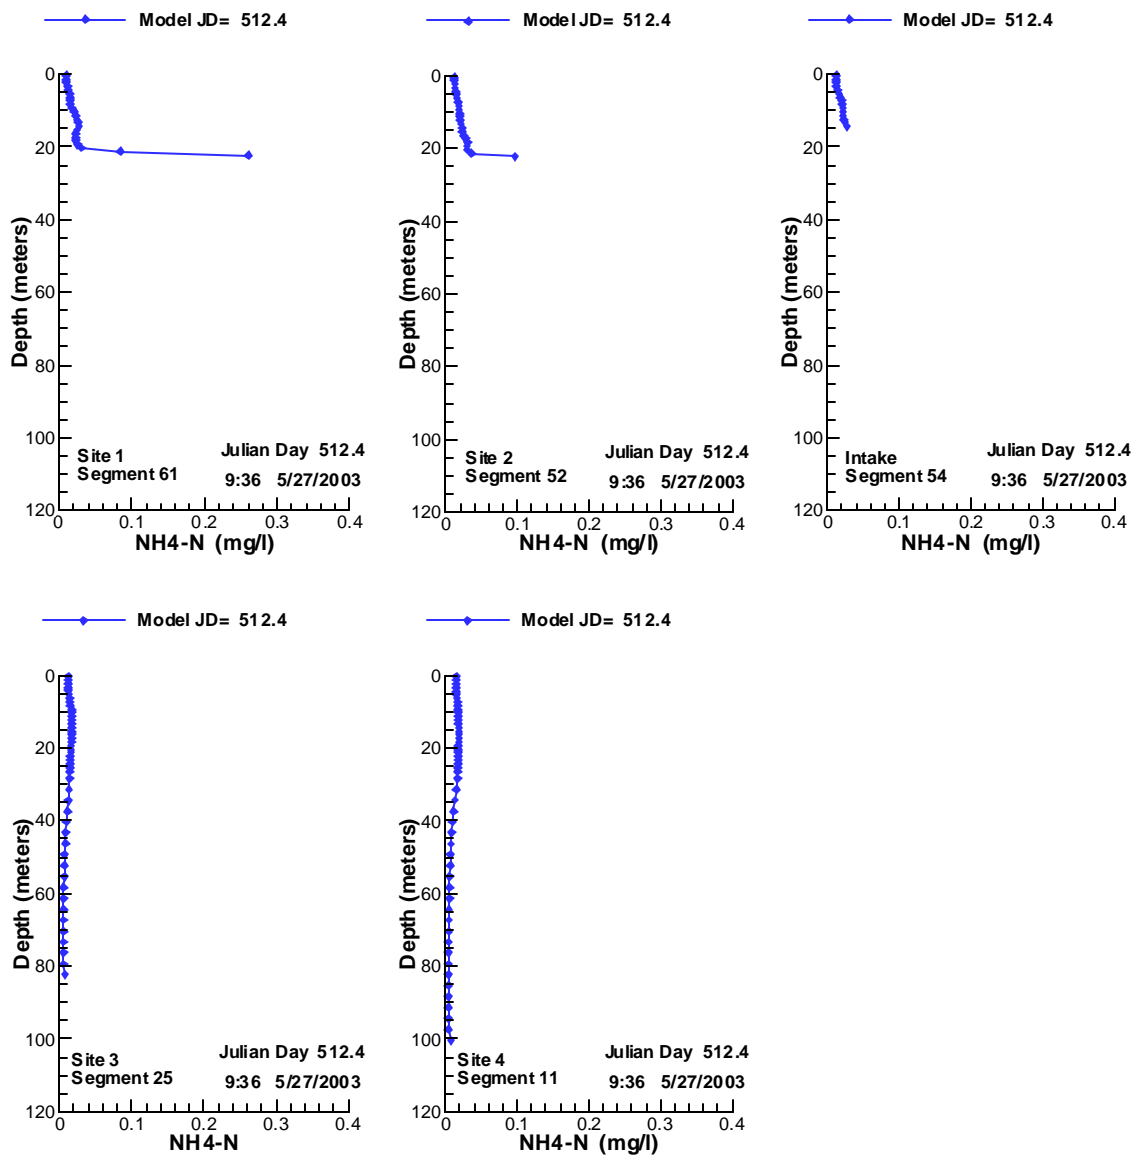 Model JD= 512.4
0
20
40
60
80
100
120
Depth (meters)
Site 1
Segment 61
Julian Day 512.4
9:36 5/27/2003
0 0.1 0.2 0.3 0.4
NH4-N (mg/l)
Model JD= 512.4
0
20
40
60
80
100
120
Depth (meters)
Site 2
Segment 52
Julian Day 512.4
9:36 5/27/2003
0 0.1 0.2 0.3 0.4
NH4-N (mg/l)
Model JD= 512.4
0
20
40
60
80
100
120
Depth (meters)
Intake
Segment 54
Julian Day 512.4
9:36 5/27/2003
0 0.1 0.2 0.3 0.4
NH4-N (mg/l)
Model JD= 512.4
0
20
40
60
80
100
120
Depth (meters)
Site 3
Segment 25
Julian Day 512.4
9:36 5/27/2003
0 0.1 0.2 0.3 0.4
NH4-N
Model JD= 512.4
0
20
40
60
80
100
120
Depth (meters)
Site 4
Segment 11
Julian Day 512.4
9:36 5/27/2003
0 0.1 0.2 0.3 0.4
NH4-N (mg/l)